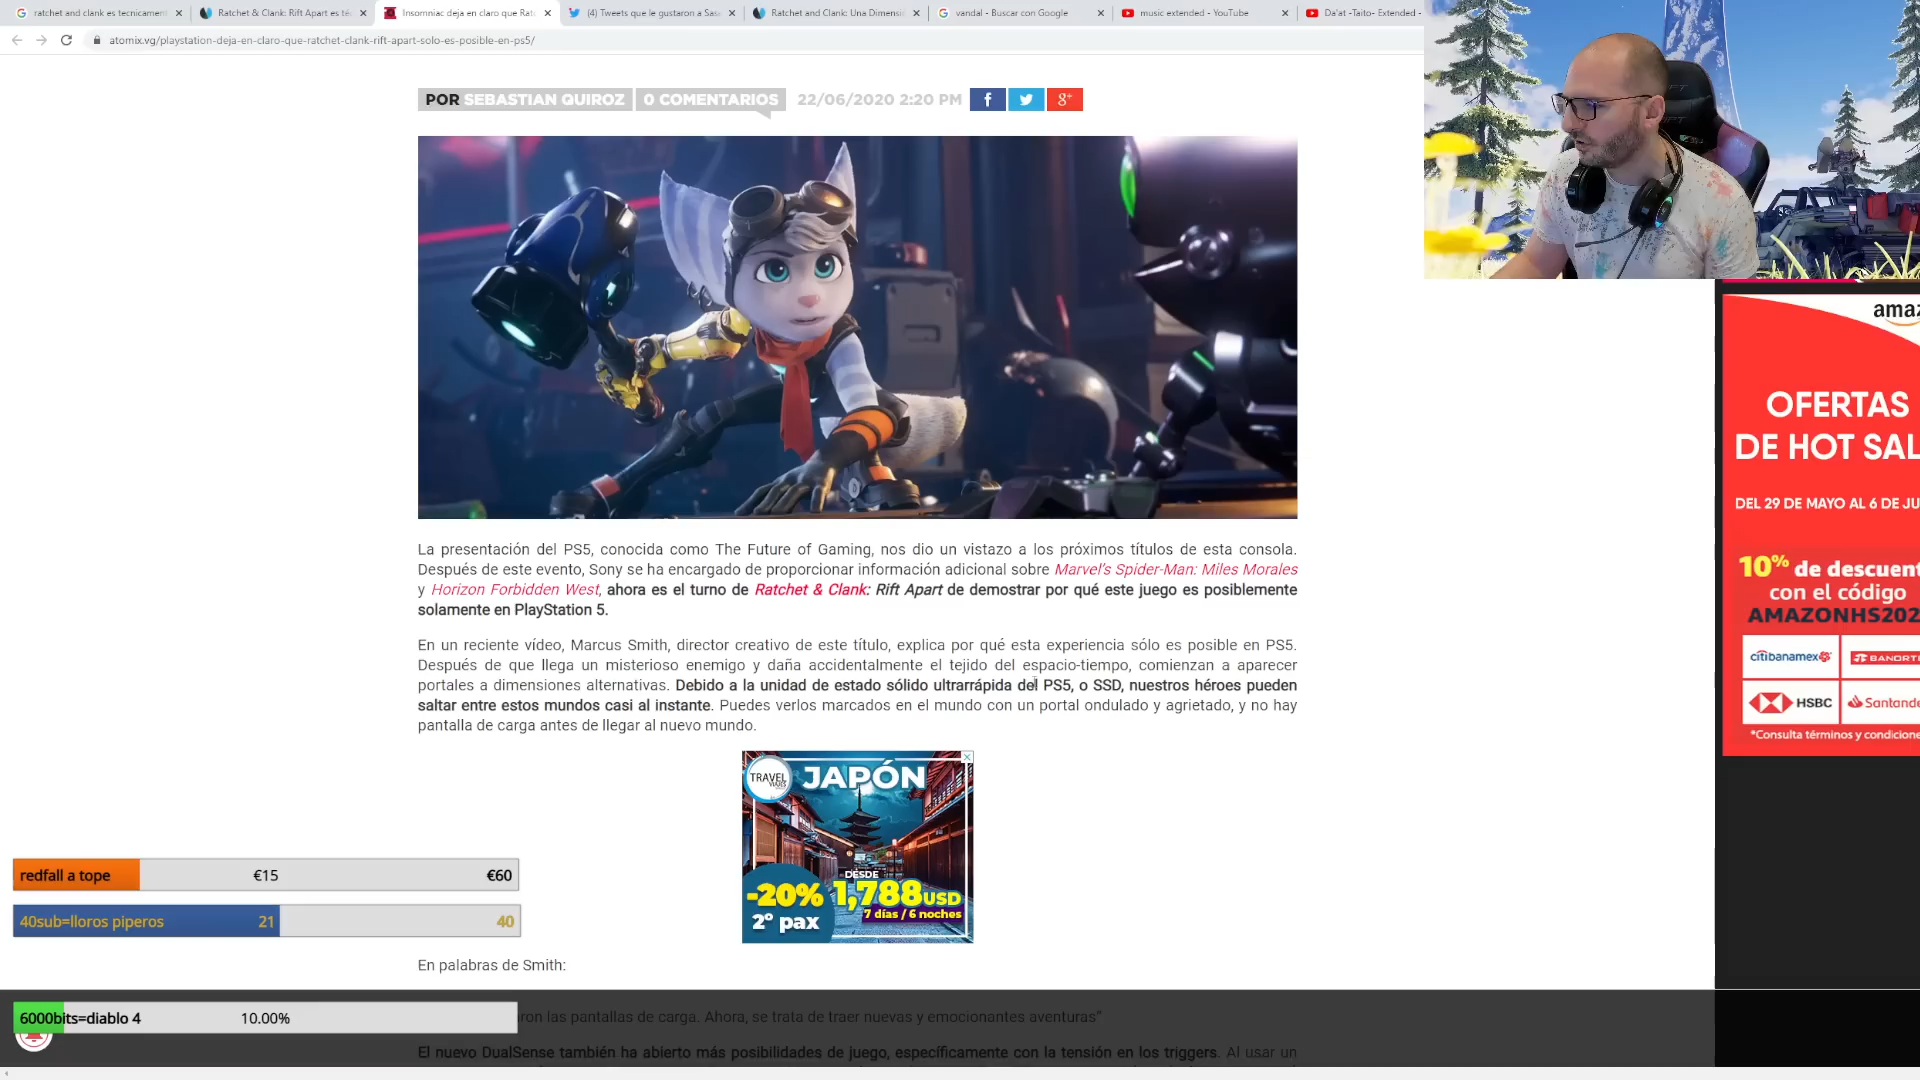 ratchet and clank es tecnicamen
Ratchet & Clank: Rift Apart es té
Insomniac deja en claro que Rat
(4) Tweets que le gustaron a Sas
Ratchet and Clank: Una Dimensi
vandal - Buscar con Google
music extended - YouTube
Da'at -Taito- Extended -
atomix.vg/playstation-deja-en-claro-que-ratchet-clank-rift-apart-solo-es-posible-en-ps5/
POR SEBASTIAN QUIROZ 0 COMENTARIOS 22/06/2020 2:20 PM f g+
La presentación del PS5, conocida como The Future of Gaming, nos dio un vistazo a los próximos títulos de esta consola.
Después de este evento, Sony se ha encargado de proporcionar información adicional sobre Marvel's Spider-Man: Miles Morales
y Horizon Forbidden West, ahora es el turno de Ratchet & Clank: Rift Apart de demostrar por qué este juego es posiblemente
solamente en PlayStation 5.
En un reciente vídeo, Marcus Smith, director creativo de este título, explica por qué esta experiencia sólo es posible en PS5.
Después de que llega un misterioso enemigo y daña accidentalmente el tejido del espacio-tiempo, comienzan a aparecer
portales a dimensiones alternativas. Debido a la unidad de estado sólido ultrarrápida del PS5, o SSD, nuestros héroes pueden
saltar entre estos mundos casi al instante. Puedes verlos marcados en el mundo con un portal ondulado y agrietado, y no hay
pantalla de carga antes de llegar al nuevo mundo.
TRAVEL
JAPÓN
-20%
2º pax
DESDE
1,788USD
7 días / 6 noches
En palabras de Smith:
ron las pantallas de carga. Ahora, se trata de traer nuevas y emocionantes aventuras"
El nuevo DualSense también ha abierto más posibilidades de juego, específicamente con la tensión en los triggers. Al usar un
redfall a tope €15 €60
40sub=lloros piperos 21 40
6000bits=diablo 4 10.00%
amaz
OFERTAS
DE HOT SAL
DEL 29 DE MAYO AL 6 DE JU
10% de descuent
con el código
AMAZONHS202
citibanamex
BANORT
HSBC
Santande
*Consulta términos y condicione